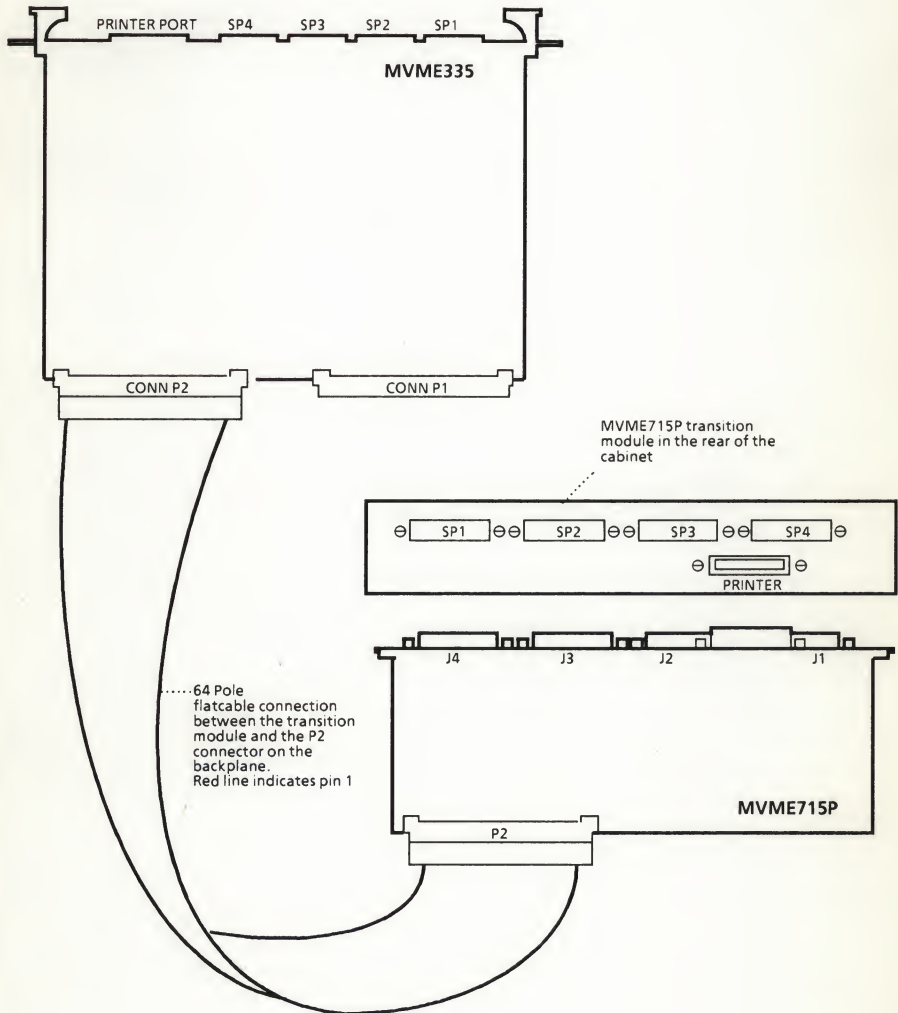 PRINTER PORT SP4 SP3 SP2 SP1
MVME335
CONN P2 CONN P1
MVME715P transition
module in the rear of the
cabinet
SP1 SP2 SP3 SP4
PRINTER
J4 J3 J2 J1
64 Pole
flatcable connection
between the transition
module and the P2
connector on the
backplane.
Red line indicates pin 1
MVME715P
P2